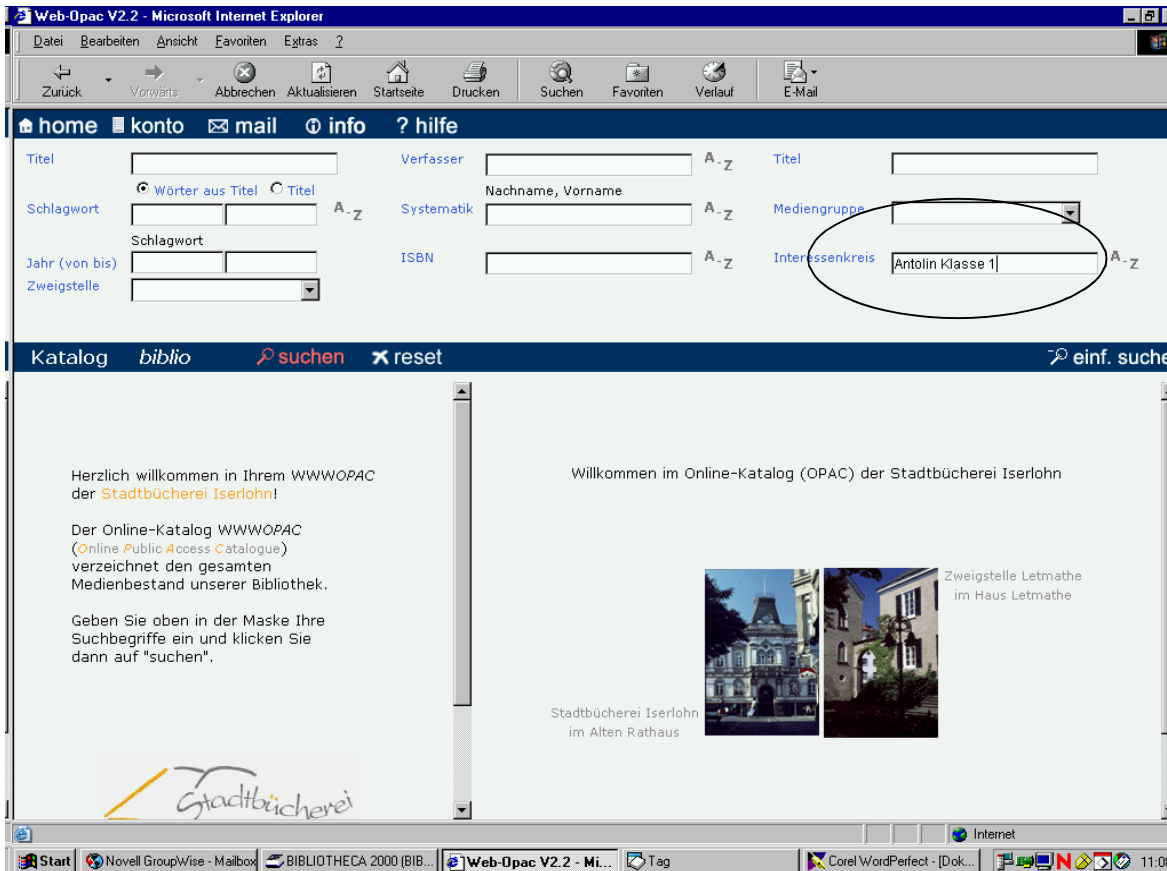 Web-Opac V2.2 - Microsoft Internet Explorer
Datei Bearbeiten Ansicht Favoriten Extras ?
Zurück Vorwärts Abbrechen Aktualisieren Startseite Drucken Suchen Favoriten Verlauf E-Mail
home konto mail info ? hilfe
Titel Verfasser A-Z Titel
Wörter aus Titel Titel Nachname, Vorname
Schlagwort A-Z Systematik A-Z Mediengruppe
Schlagwort
Jahr (von bis) ISBN A-Z Interessenkreis Antolin Klasse 1 A-Z
Zweigstelle
Katalog biblio suchen reset einf. suche
Herzlich willkommen in Ihrem WWWOPAC
der Stadtbücherei Iserlohn!
Der Online-Katalog WWWOPAC
(Online Public Access Catalogue)
verzeichnet den gesamten
Medienbestand unserer Bibliothek.
Geben Sie oben in der Maske Ihre
Suchbegriffe ein und klicken Sie
dann auf "suchen".
Stadtbücherei
Willkommen im Online-Katalog (OPAC) der Stadtbücherei Iserlohn
Zweigstelle Letmathe
im Haus Letmathe
Stadtbücherei Iserlohn
im Alten Rathaus
Internet
Start Novell GroupWise - Mailbox BIBLIOTHECA 2000 (BIB... Web-Opac V2.2 - Mi... Tag Corel WordPerfect - [Dok... N 11:08